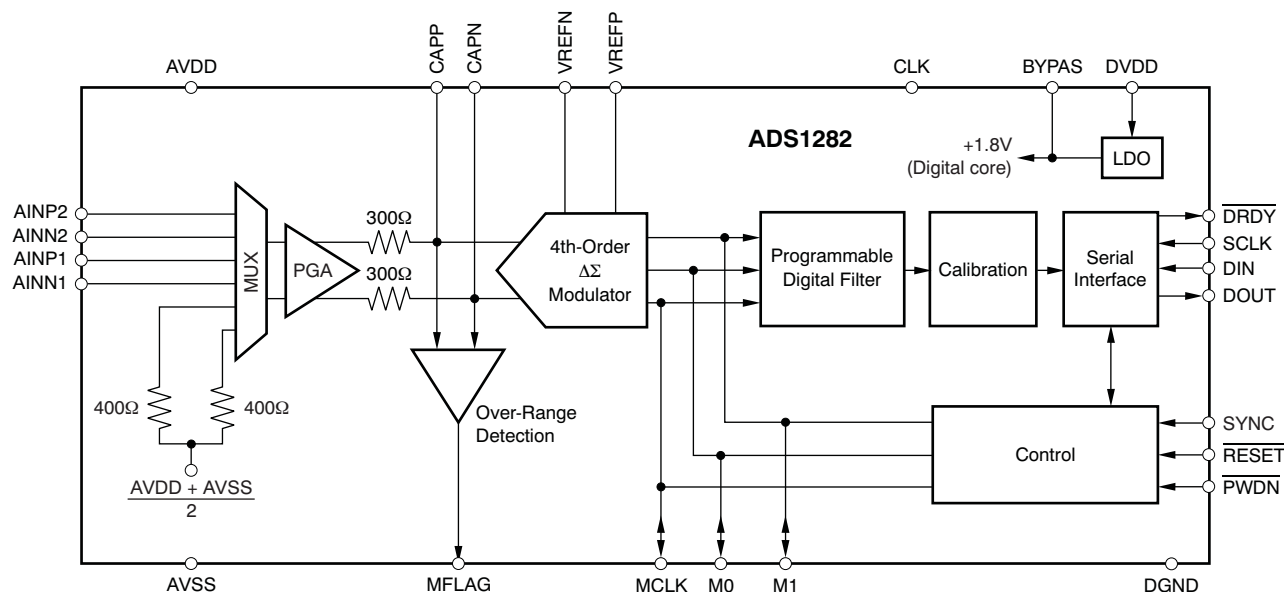 AVDD
CAPP
CAPN
VREFN
VREFP
CLK
BYPAS
DVDD
ADS1282
+1.8V
(Digital core)
LDO
AINP2
AINN2
AINP1
AINN1
MUX
PGA
300Ω
300Ω
4th-Order
ΔΣ
Modulator
Programmable
Digital Filter
Calibration
Serial
Interface
DRDY
SCLK
DIN
DOUT
400Ω
400Ω
Over-Range
Detection
Control
SYNC
RESET
PWDN
AVDD + AVSS
2
AVSS
MFLAG
MCLK
M0
M1
DGND